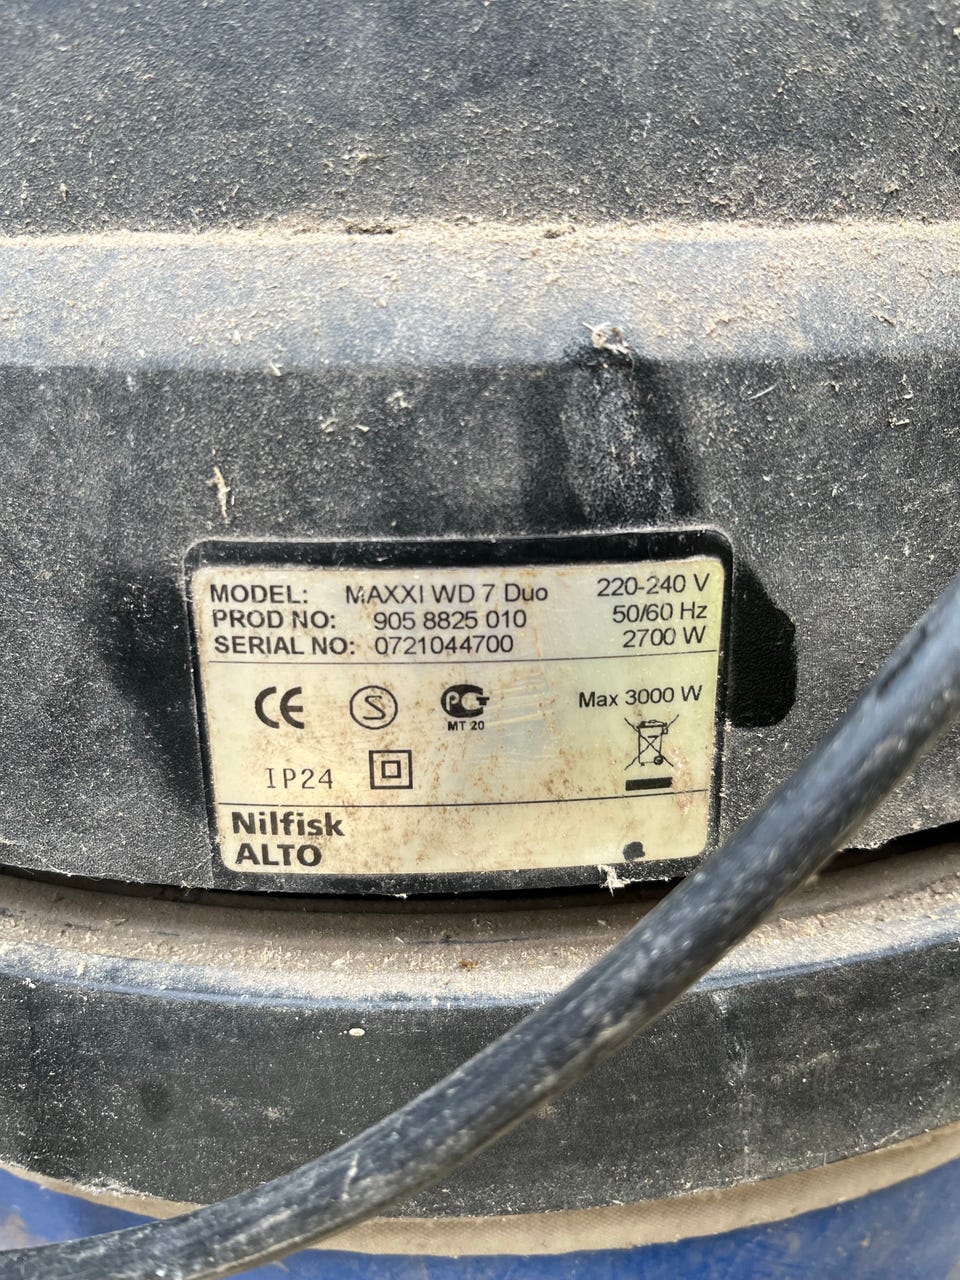 MODEL: MAXXI WD 7 Duo 220-240 V
PROD NO: 905 8825 010 50/60 Hz
SERIAL NO: 0721044700 2700 W
CE S PCT Max 3000 W
MT 20
IP24
Nilfisk
ALTO